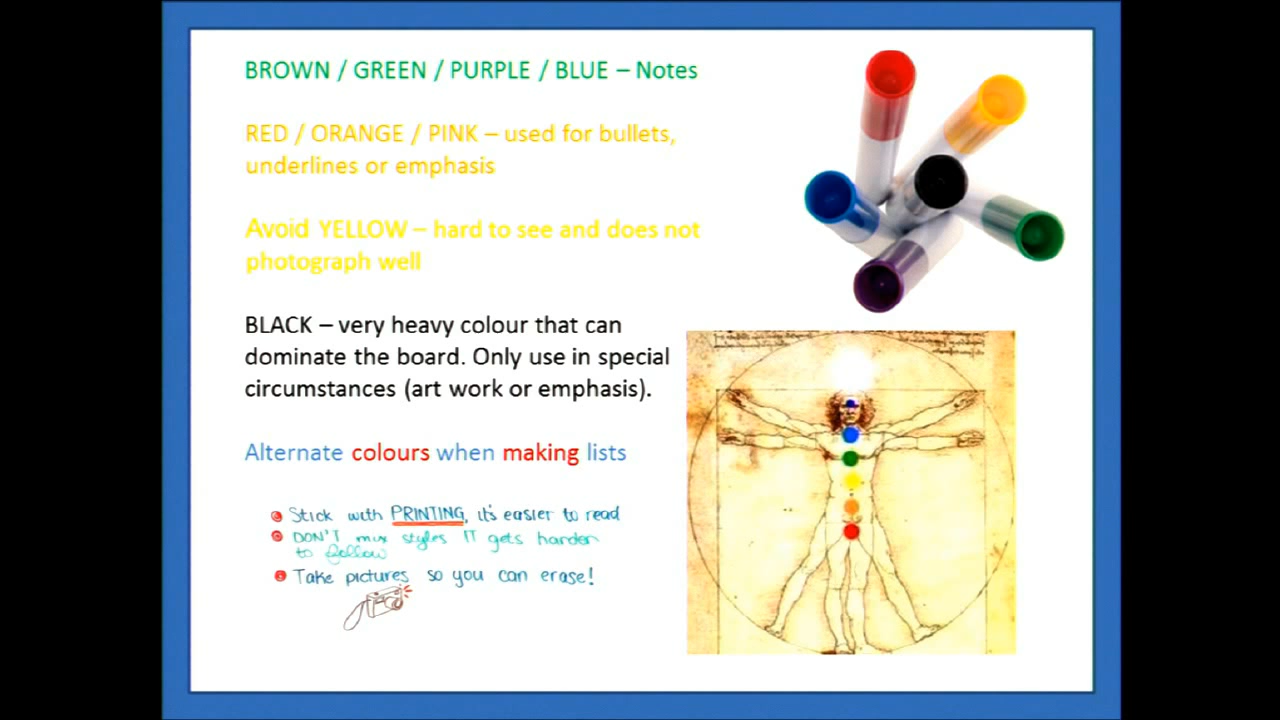 BROWN / GREEN / PURPLE / BLUE – Notes
RED / ORANGE / PINK – used for bullets,
underlines or emphasis
Avoid YELLOW – hard to see and does not
photograph well
BLACK – very heavy colour that can
dominate the board. Only use in special
circumstances (art work or emphasis).
Alternate colours when making lists
Stick with PRINTING, it's easier to read
DON'T mix styles IT gets harder
to follow
Take pictures so you can erase!